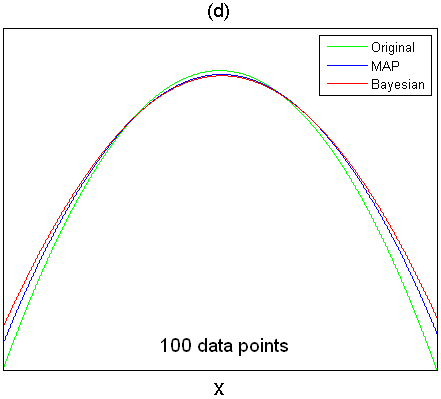 (d)
Original
MAP
Bayesian
100 data points
X